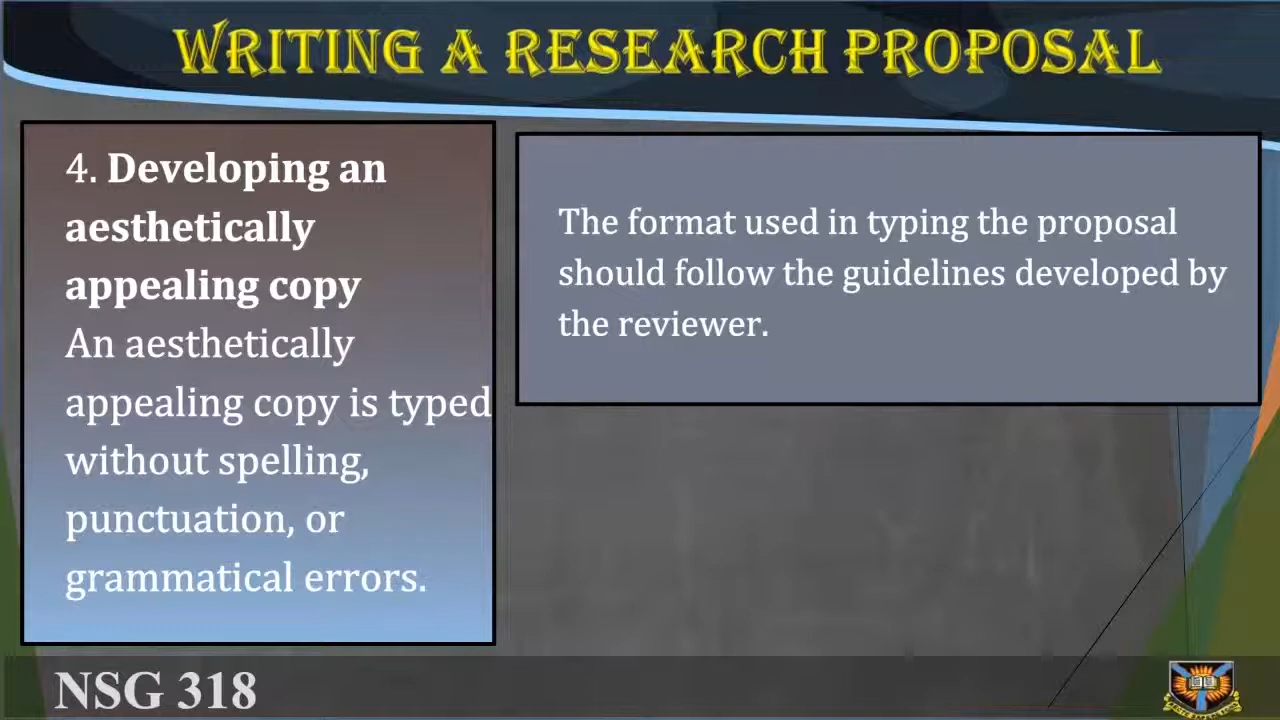 WRITING A RESEARCH PROPOSAL
4. Developing an
aesthetically
appealing copy
An aesthetically
appealing copy is typed
without spelling,
punctuation, or
grammatical errors.
The format used in typing the proposal
should follow the guidelines developed by
the reviewer.
NSG 318